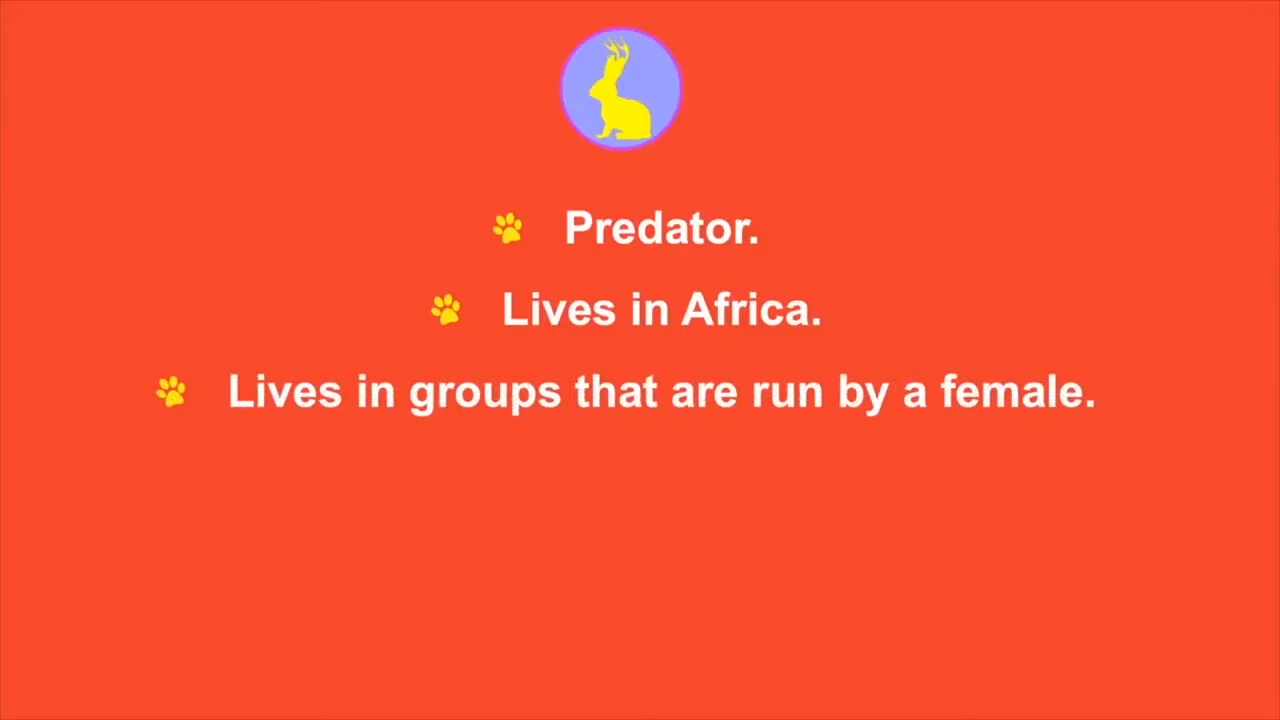 Predator.
Lives in Africa.
Lives in groups that are run by a female.